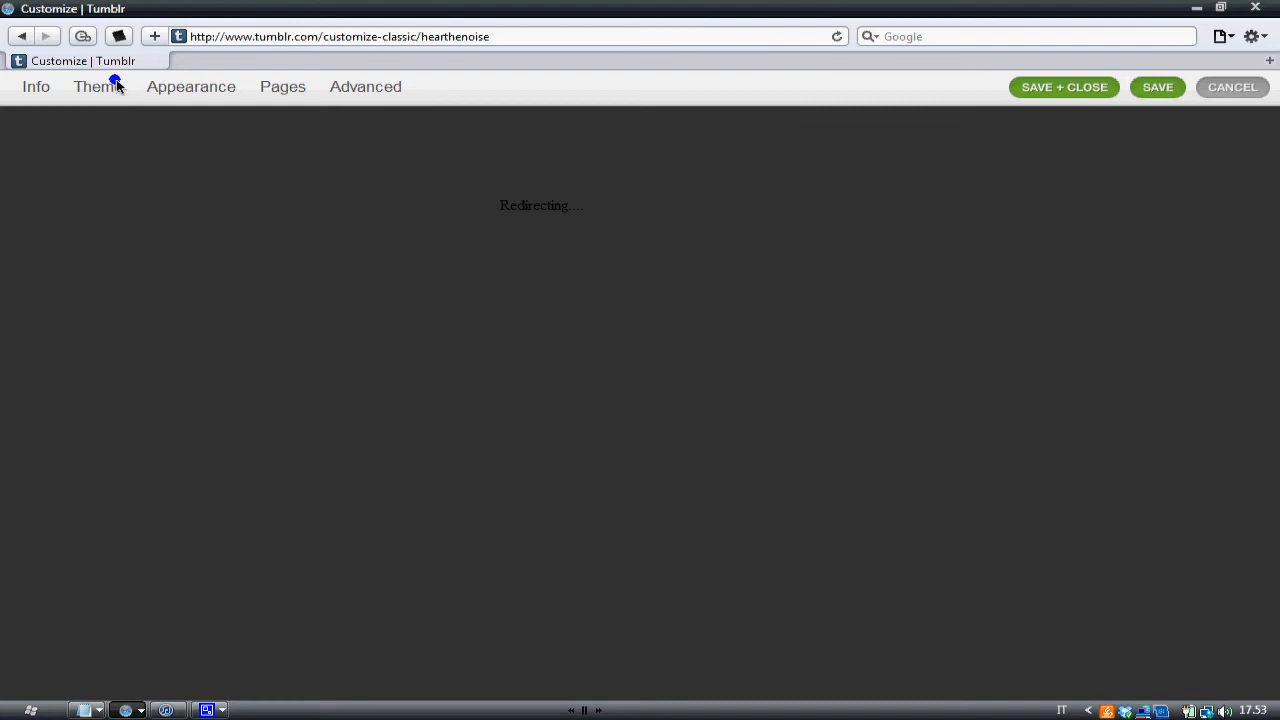 Customize | Tumblr
http://www.tumblr.com/customize-classic/hearthenoise
Google
Customize | Tumblr
Info Theme Appearance Pages Advanced SAVE + CLOSE SAVE CANCEL
Redirecting....
IT 17.53